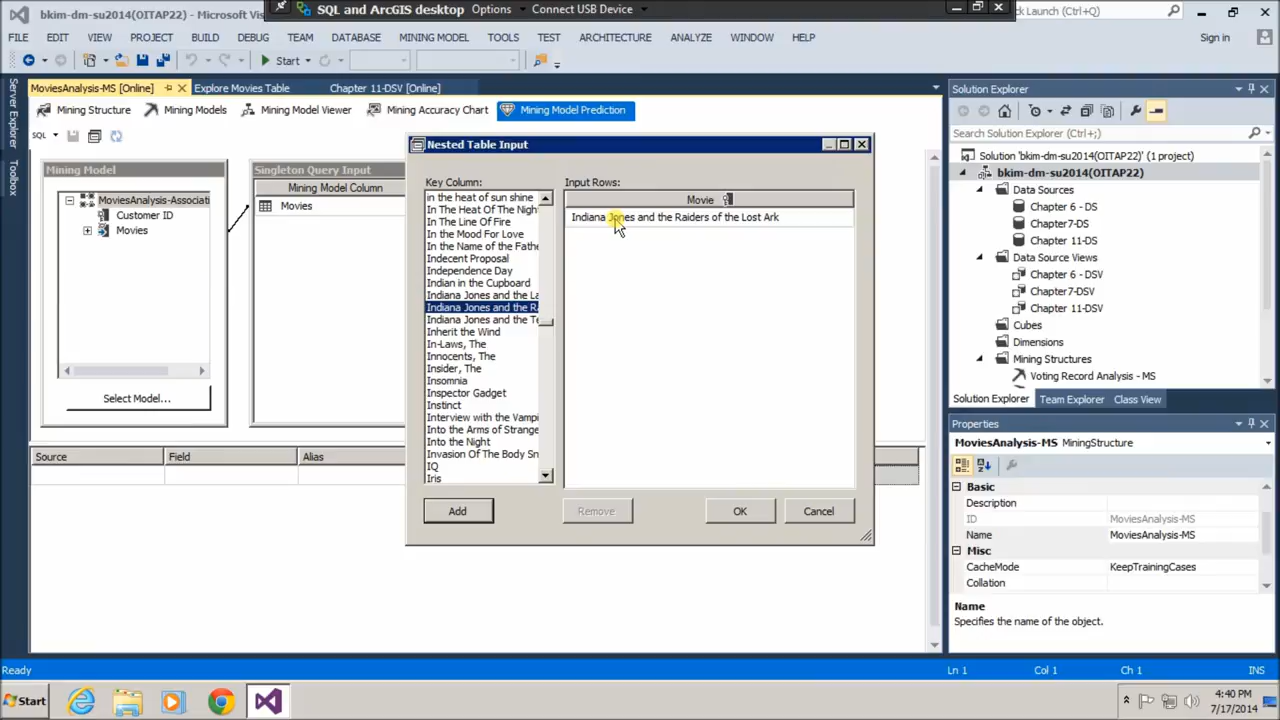 bkim-dm-su2014(OITAP22) - Microsoft Vis
SQL and ArcGIS desktop Options Connect USB Device
Launch (Ctrl+;)
FILE EDIT VIEW PROJECT BUILD DEBUG TEAM DATABASE MINING MODEL TOOLS TEST ARCHITECTURE ANALYZE WINDOW HELP
Sign in
Start
Server Explorer
Toolbox
MoviesAnalysis-MS [Online] Explore Movies Table Chapter 11-DSV [Online]
Mining Structure Mining Models Mining Model Viewer Mining Accuracy Chart Mining Model Prediction
SQL
Mining Model
MoviesAnalysis-Associati
Customer ID
Movies
Select Model...
Singleton Query Input
Mining Model Column
Movies
Source Field Alias
Nested Table Input
Key Column:
in the heat of sun shine
In The Heat Of The Night
In The Line Of Fire
In the Mood For Love
In the Name of the Fathe
Indecent Proposal
Independence Day
Indian in the Cupboard
Indiana Jones and the La
Indiana Jones and the Ra
Indiana Jones and the Te
Inherit the Wind
In-Laws, The
Innocents, The
Insider, The
Insomnia
Inspector Gadget
Instinct
Interview with the Vampi
Into the Arms of Strange
Into the Night
Invasion Of The Body Sn
IQ
Iris
Input Rows:
Movie
Indiana Jones and the Raiders of the Lost Ark
Add Remove OK Cancel
Solution Explorer
Search Solution Explorer (Ctrl+;)
Solution 'bkim-dm-su2014(OITAP22)' (1 project)
bkim-dm-su2014(OITAP22)
Data Sources
Chapter 6 - DS
Chapter7-DS
Chapter 11-DS
Data Source Views
Chapter 6 - DSV
Chapter7-DSV
Chapter 11-DSV
Cubes
Dimensions
Mining Structures
Voting Record Analysis - MS
Solution Explorer Team Explorer Class View
Properties
MoviesAnalysis-MS MiningStructure
Basic
Description
ID MoviesAnalysis-MS
Name MoviesAnalysis-MS
Misc
CacheMode KeepTrainingCases
Collation
Name
Specifies the name of the object.
Ready Ln 1 Col 1 Ch 1 INS
Start
4:40 PM
7/17/2014